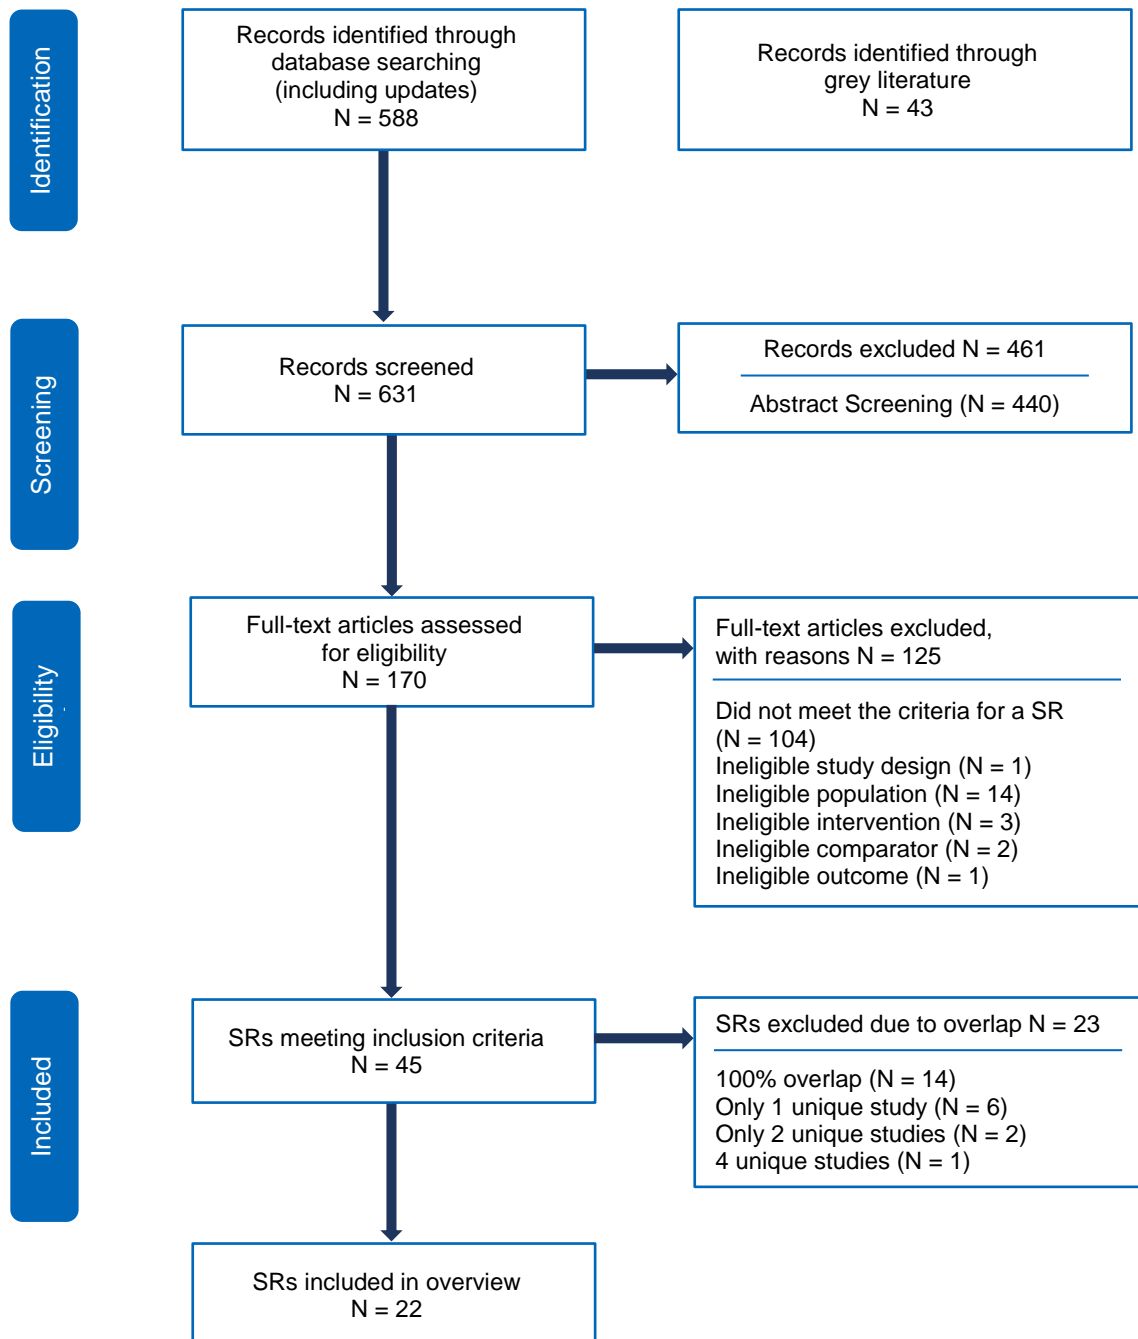 Identification
Records identified through
database searching
(including updates)
N = 588
Records identified through
grey literature
N = 43
Screening
Records screened
N = 631
Records excluded N = 461
Abstract Screening (N = 440)
Eligibility
Full-text articles assessed
for eligibility
N = 170
Full-text articles excluded,
with reasons N = 125
Did not meet the criteria for a SR
(N = 104)
Ineligible study design (N = 1)
Ineligible population (N = 14)
Ineligible intervention (N = 3)
Ineligible comparator (N = 2)
Ineligible outcome (N = 1)
Included
SRs meeting inclusion criteria
N = 45
SRs excluded due to overlap N = 23
100% overlap (N = 14)
Only 1 unique study (N = 6)
Only 2 unique studies (N = 2)
4 unique studies (N = 1)
SRs included in overview
N = 22